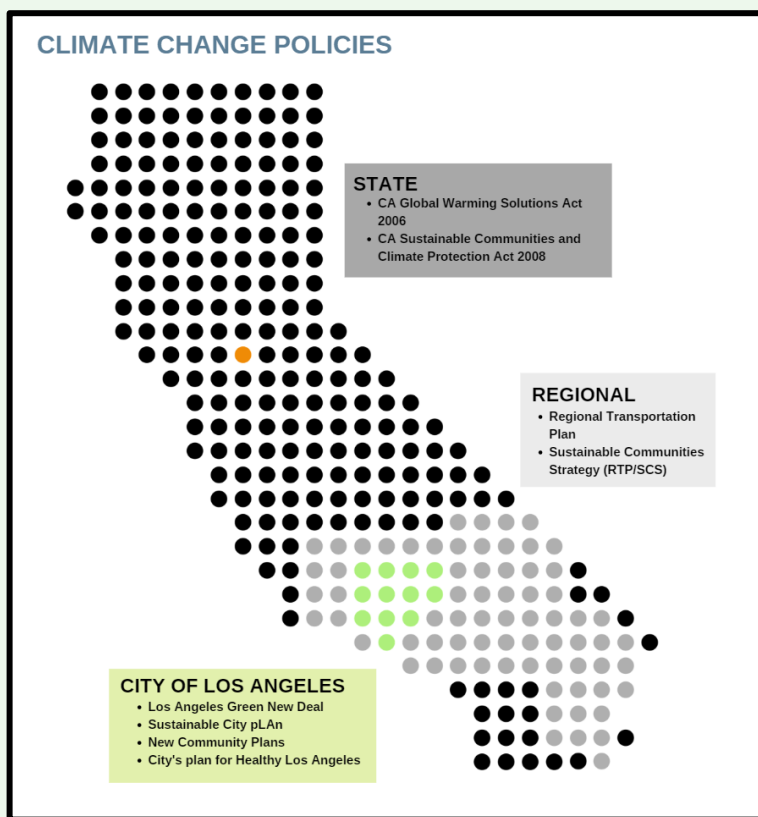 CLIMATE CHANGE POLICIES
STATE
• CA Global Warming Solutions Act
2006
• CA Sustainable Communities and
Climate Protection Act 2008
REGIONAL
• Regional Transportation
Plan
• Sustainable Communities
Strategy (RTP/SCS)
CITY OF LOS ANGELES
• Los Angeles Green New Deal
• Sustainable City pLAn
• New Community Plans
• City's plan for Healthy Los Angeles